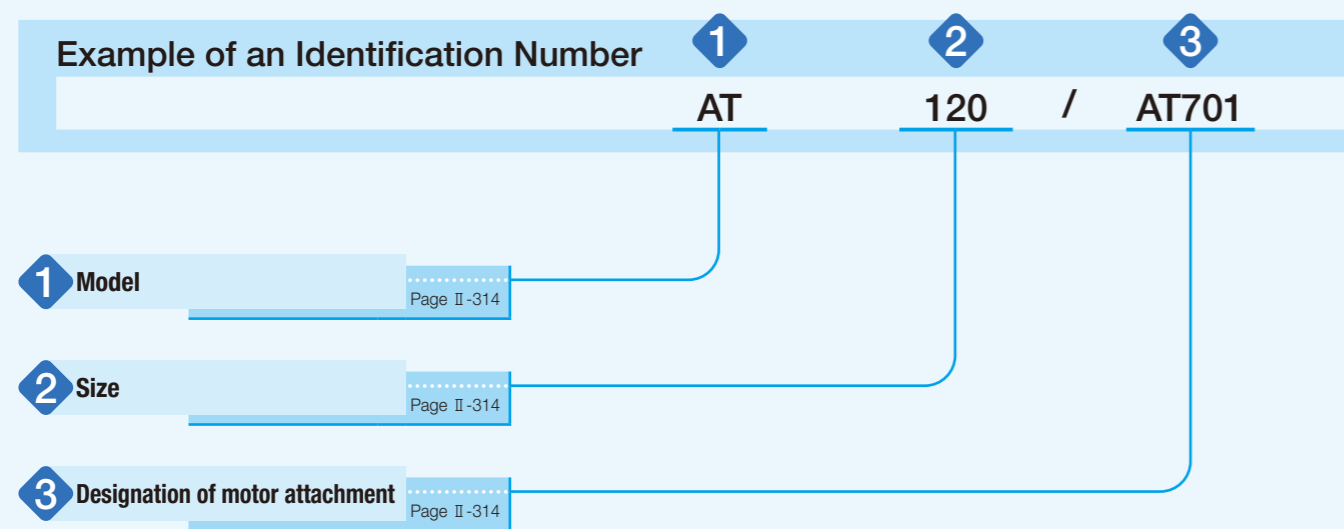 Example of an Identification Number 1 2 3
AT 120 / AT701
1 Model
Page Ⅱ-314
2 Size
Page Ⅱ-314
3 Designation of motor attachment
Page Ⅱ-314